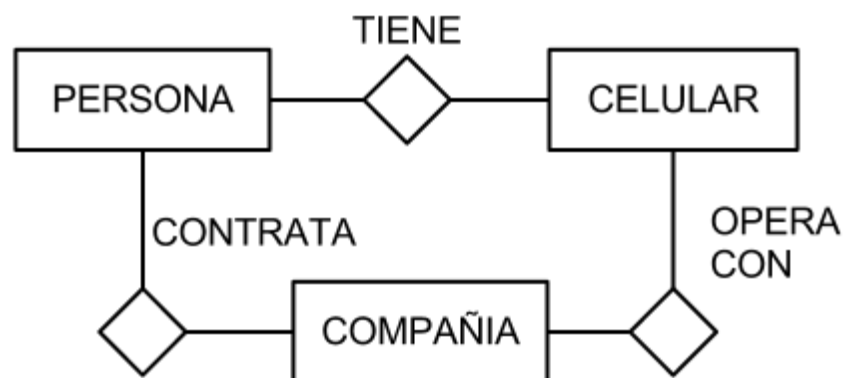 TIENE
PERSONA
CELULAR
CONTRATA
OPERA
CON
COMPAÑIA